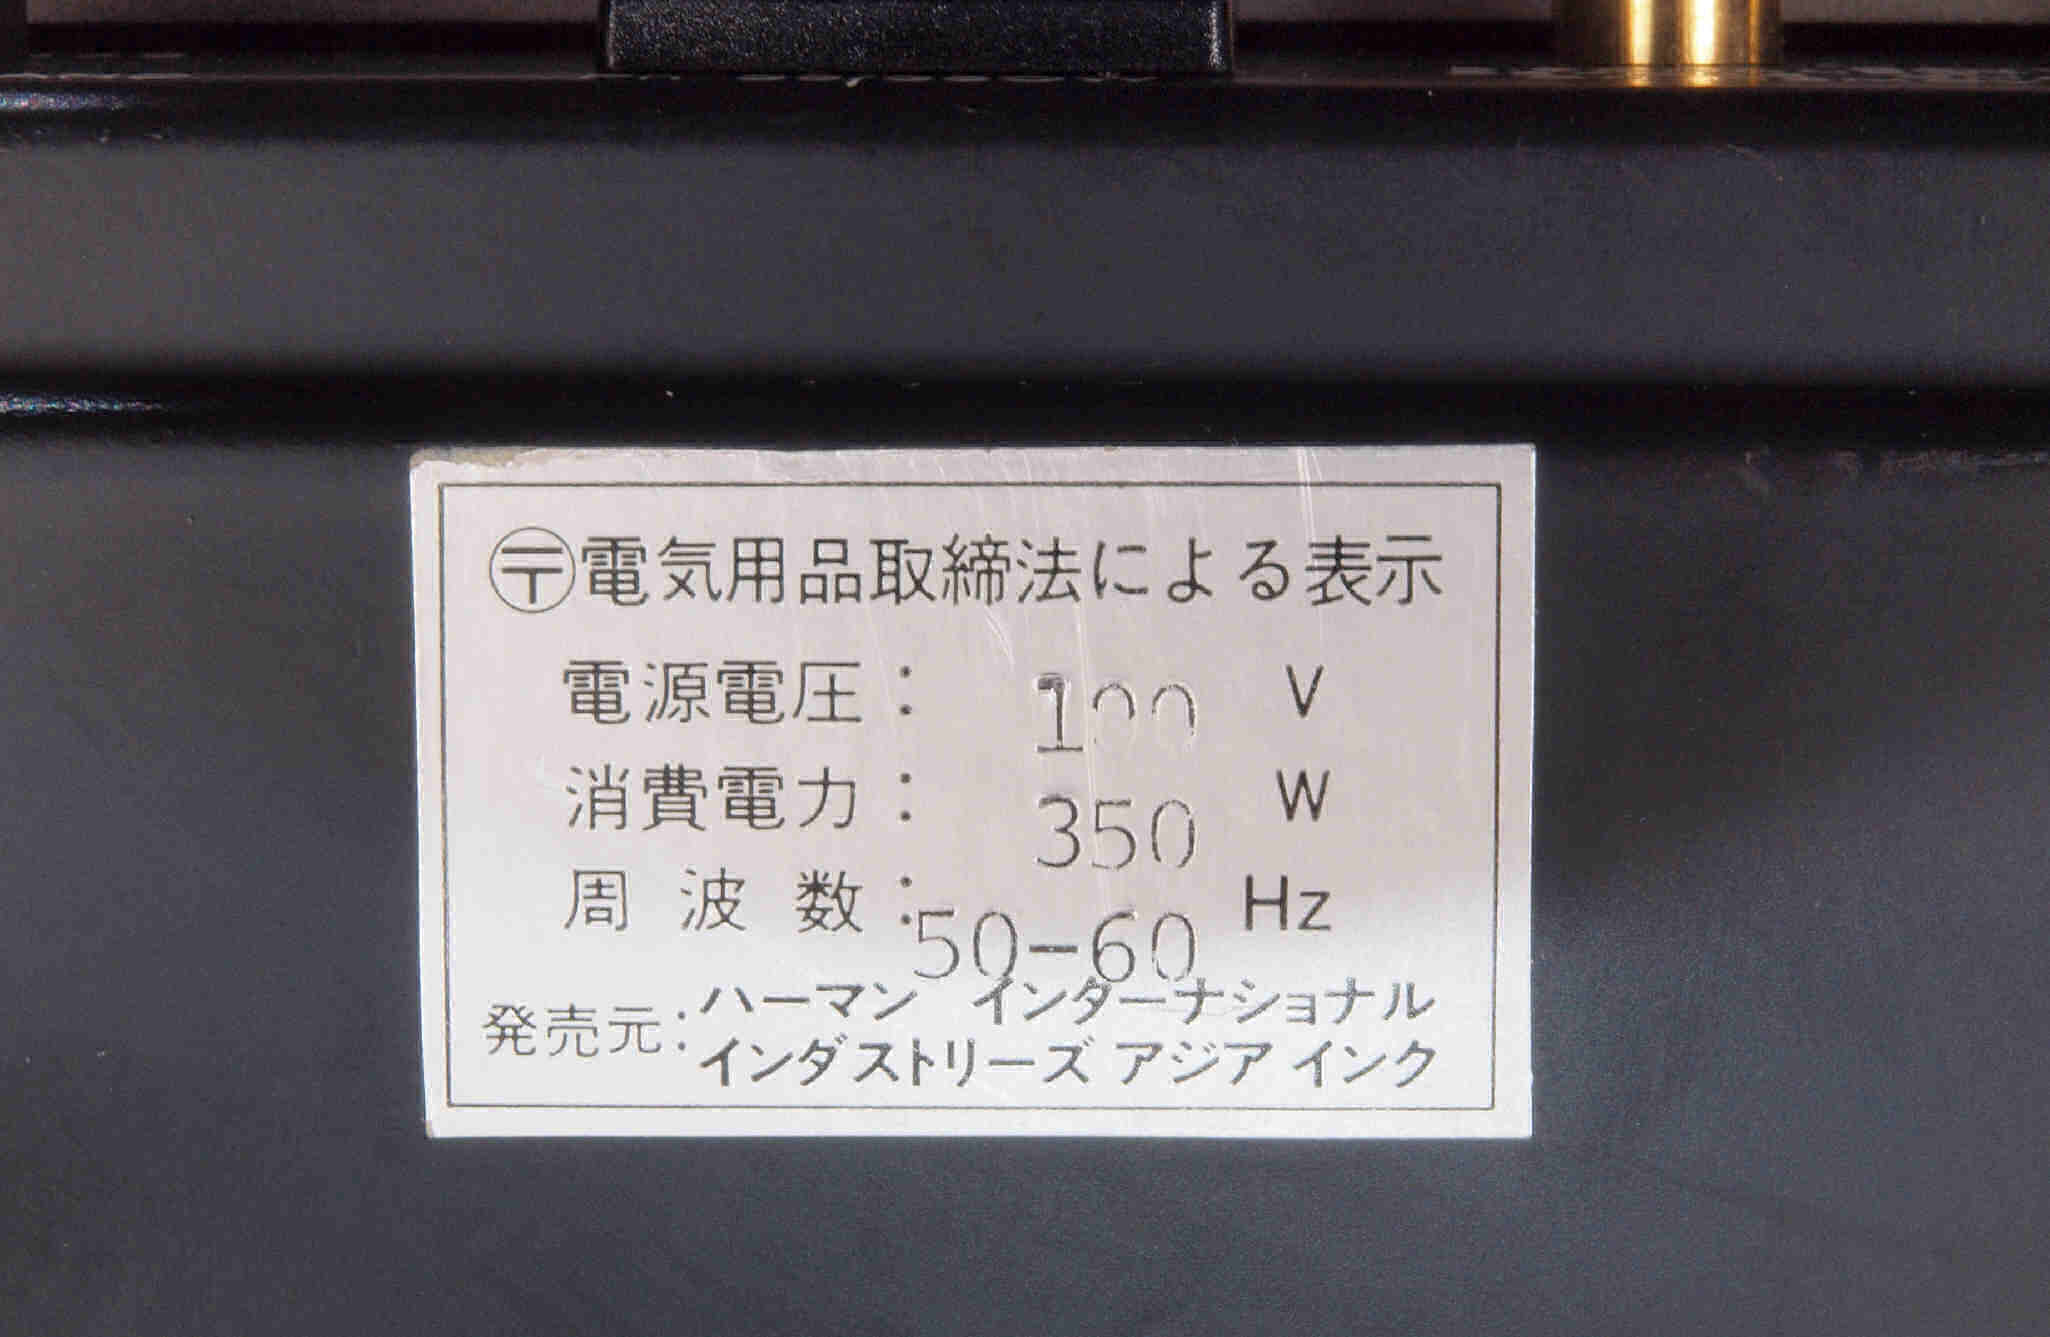 〶電気用品取締法による表示
電源電圧: 100 V
消費電力: 350 W
周波数: 50-60 Hz
発売元: ハーマン インターナショナル
インダストリーズ アジア インク